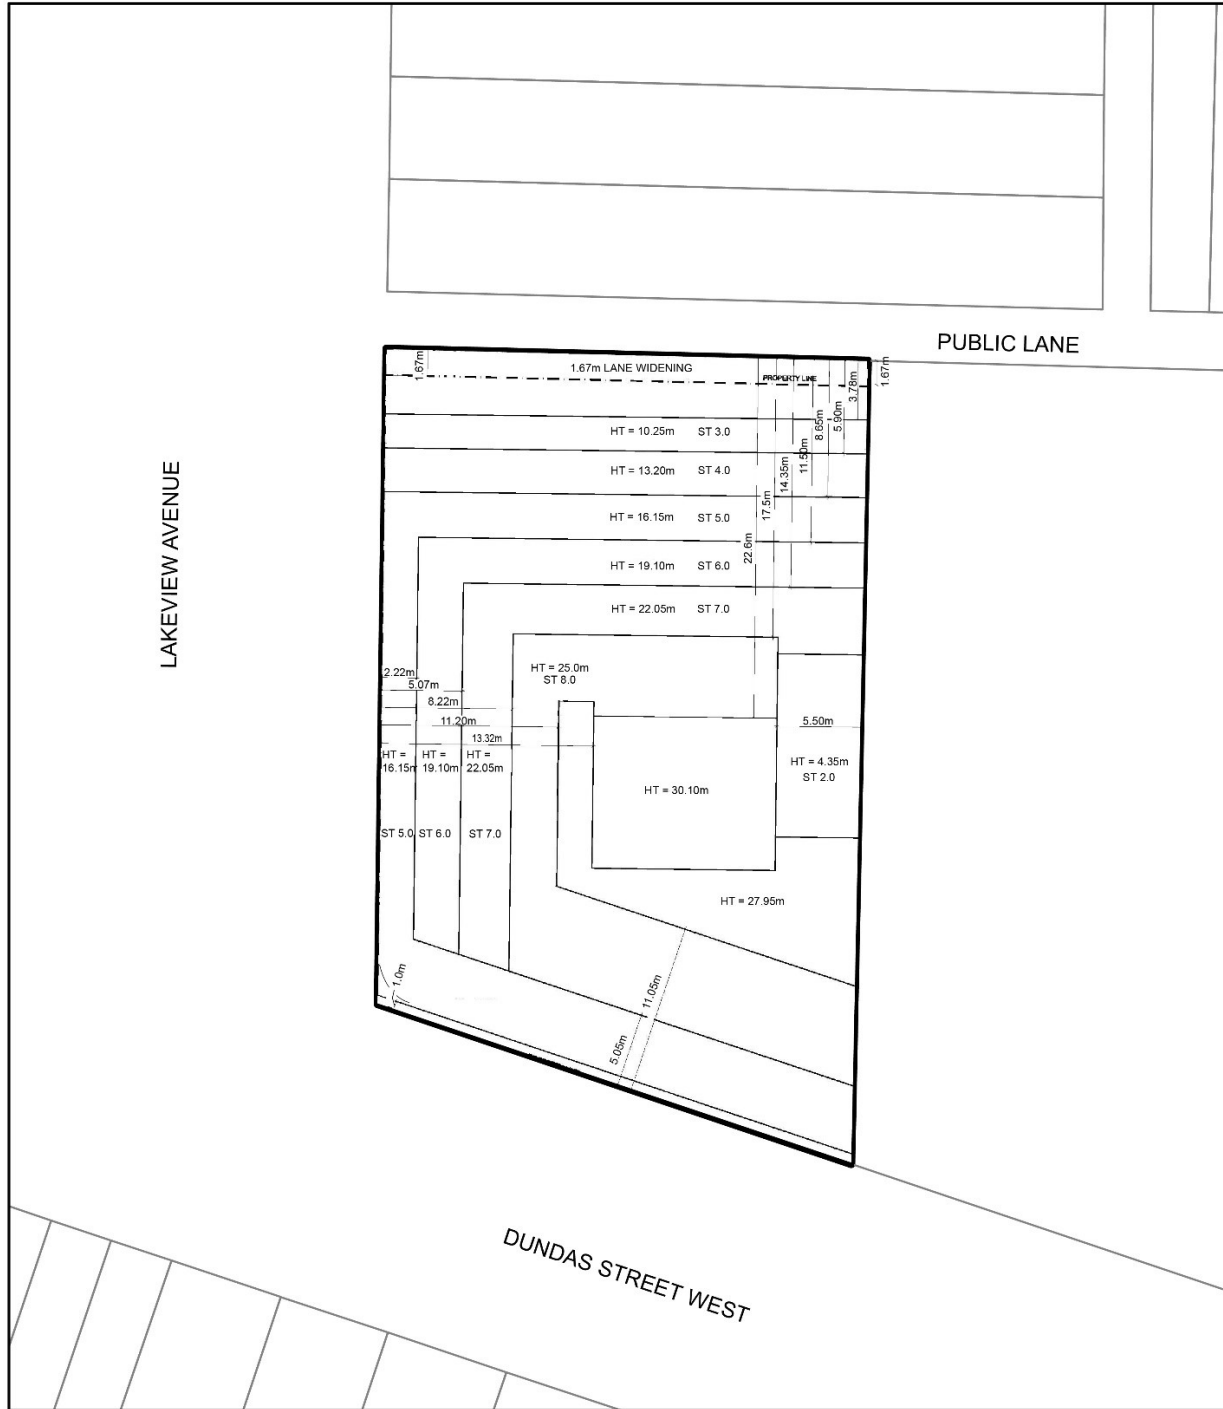 PUBLIC LANE
1.67m
1.67m LANE WIDENING
PROPERTY LINE
1.67m
3.78m
5.90m
8.65m
11.50m
14.35m
17.5m
22.6m
HT = 10.25m ST 3.0
HT = 13.20m ST 4.0
HT = 16.15m ST 5.0
HT = 19.10m ST 6.0
HT = 22.05m ST 7.0
LAKEVIEW AVENUE
HT = 25.0m
ST 8.0
2.22m
5.07m
8.22m
11.20m
13.32m
5.50m
HT =
16.15m
HT =
19.10m
HT =
22.05m
HT = 4.35m
ST 2.0
HT = 30.10m
ST 5.0
ST 6.0
ST 7.0
HT = 27.95m
1.0m
11.05m
5.05m
DUNDAS STREET WEST